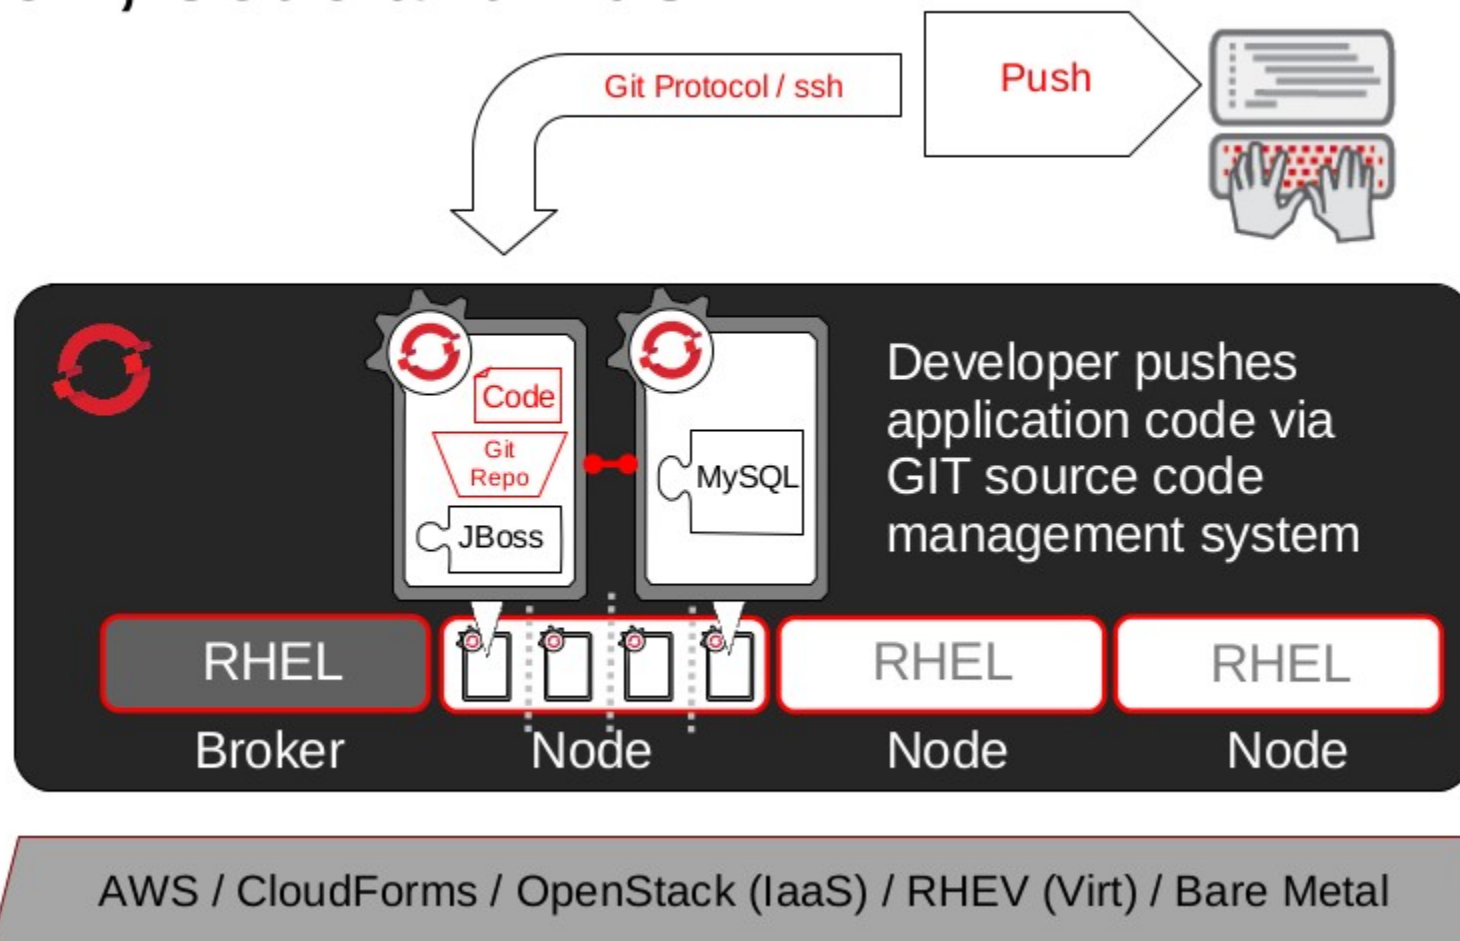 Git Protocol / ssh
Push
Code
Git
Repo
JBoss
MySQL
Developer pushes
application code via
GIT source code
management system
RHEL
RHEL
RHEL
Broker
Node
Node
Node
AWS / CloudForms / OpenStack (IaaS) / RHEV (Virt) / Bare Metal